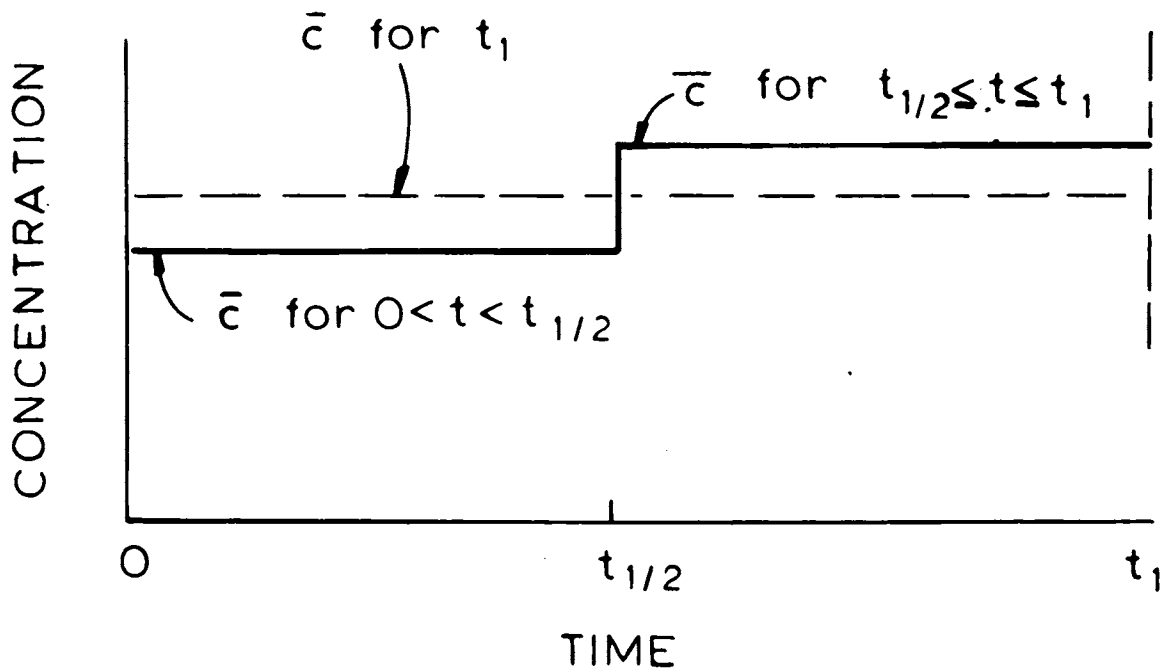 c̅ for t₁
c̅ for t₁/₂ ≤ t ≤ t₁
CONCENTRATION
c̅ for 0 < t < t₁/₂
0
t₁/₂
t₁
TIME